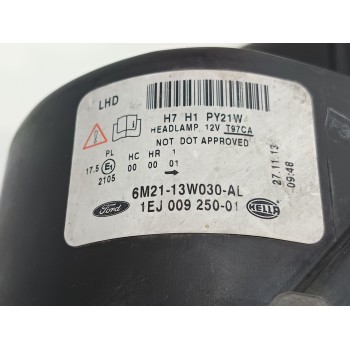 LHD
H7 H1 PY21W
HEADLAMP, 12V T97CA
NOT DOT APPROVED
PL HC HR 1
17.5 E1 00 00 01
2105
6M21-13W030-AL
Ford 1EJ 009 250-01 HELLA
27.11.13
09:48